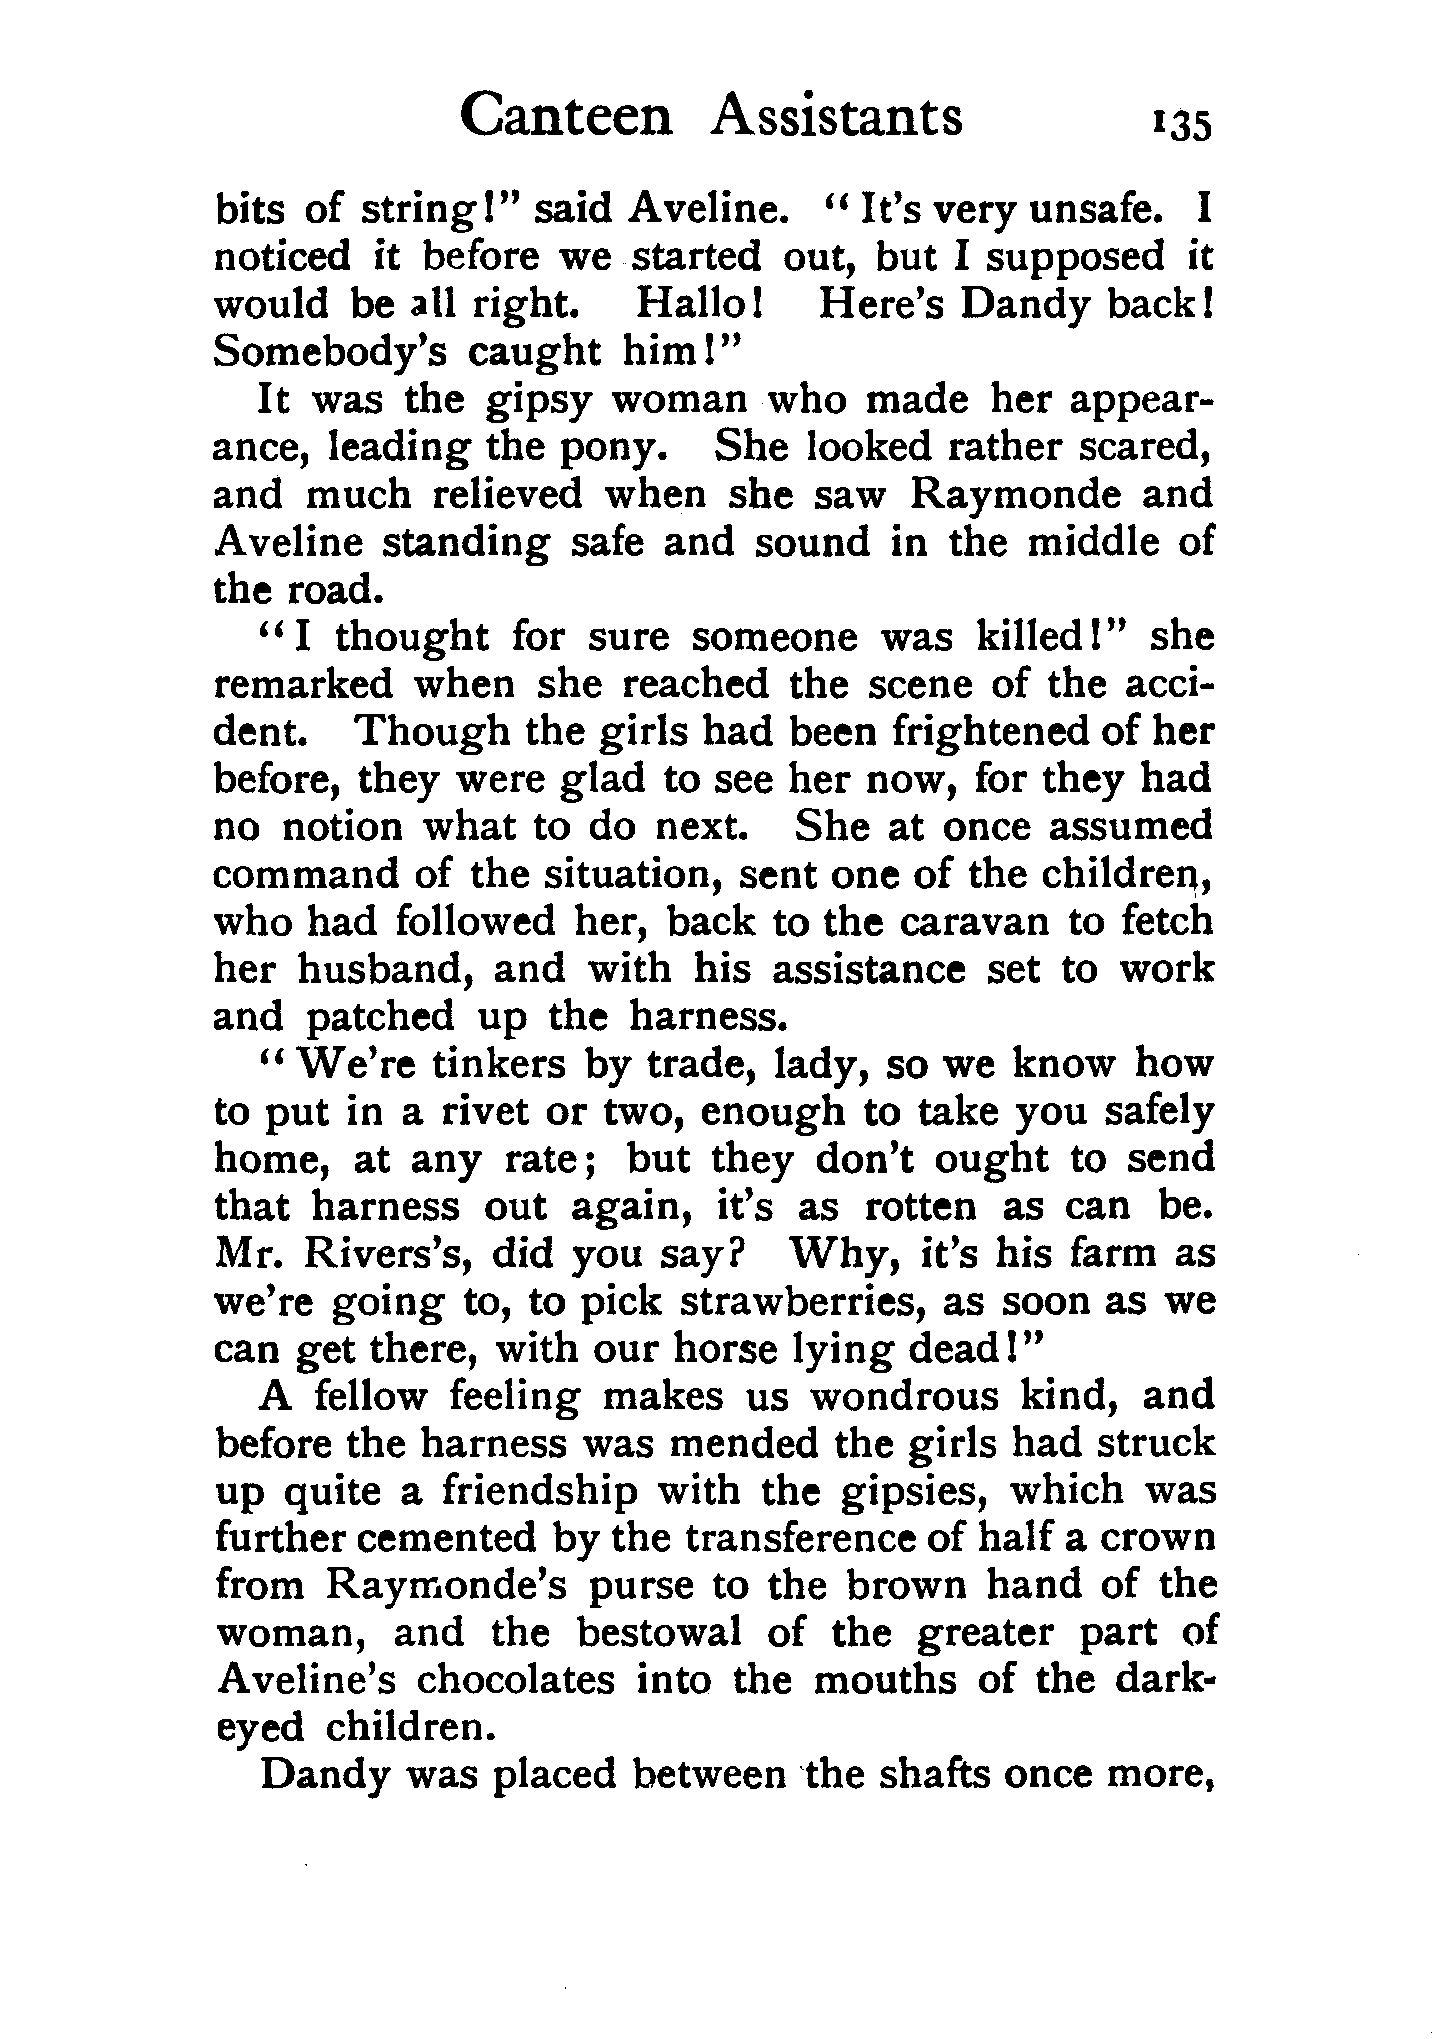 Canteen Assistants 135
bits of string!" said Aveline. "It's very unsafe. I
noticed it before we started out, but I supposed it
would be all right. Hallo! Here's Dandy back!
Somebody's caught him!"
It was the gipsy woman who made her appear-
ance, leading the pony. She looked rather scared,
and much relieved when she saw Raymonde and
Aveline standing safe and sound in the middle of
the road.
"I thought for sure someone was killed!" she
remarked when she reached the scene of the acci-
dent. Though the girls had been frightened of her
before, they were glad to see her now, for they had
no notion what to do next. She at once assumed
command of the situation, sent one of the children,
who had followed her, back to the caravan to fetch
her husband, and with his assistance set to work
and patched up the harness.
"We're tinkers by trade, lady, so we know how
to put in a rivet or two, enough to take you safely
home, at any rate; but they don't ought to send
that harness out again, it's as rotten as can be.
Mr. Rivers's, did you say? Why, it's his farm as
we're going to, to pick strawberries, as soon as we
can get there, with our horse lying dead!"
A fellow feeling makes us wondrous kind, and
before the harness was mended the girls had struck
up quite a friendship with the gipsies, which was
further cemented by the transference of half a crown
from Raymonde's purse to the brown hand of the
woman, and the bestowal of the greater part of
Aveline's chocolates into the mouths of the dark-
eyed children.
Dandy was placed between the shafts once more,